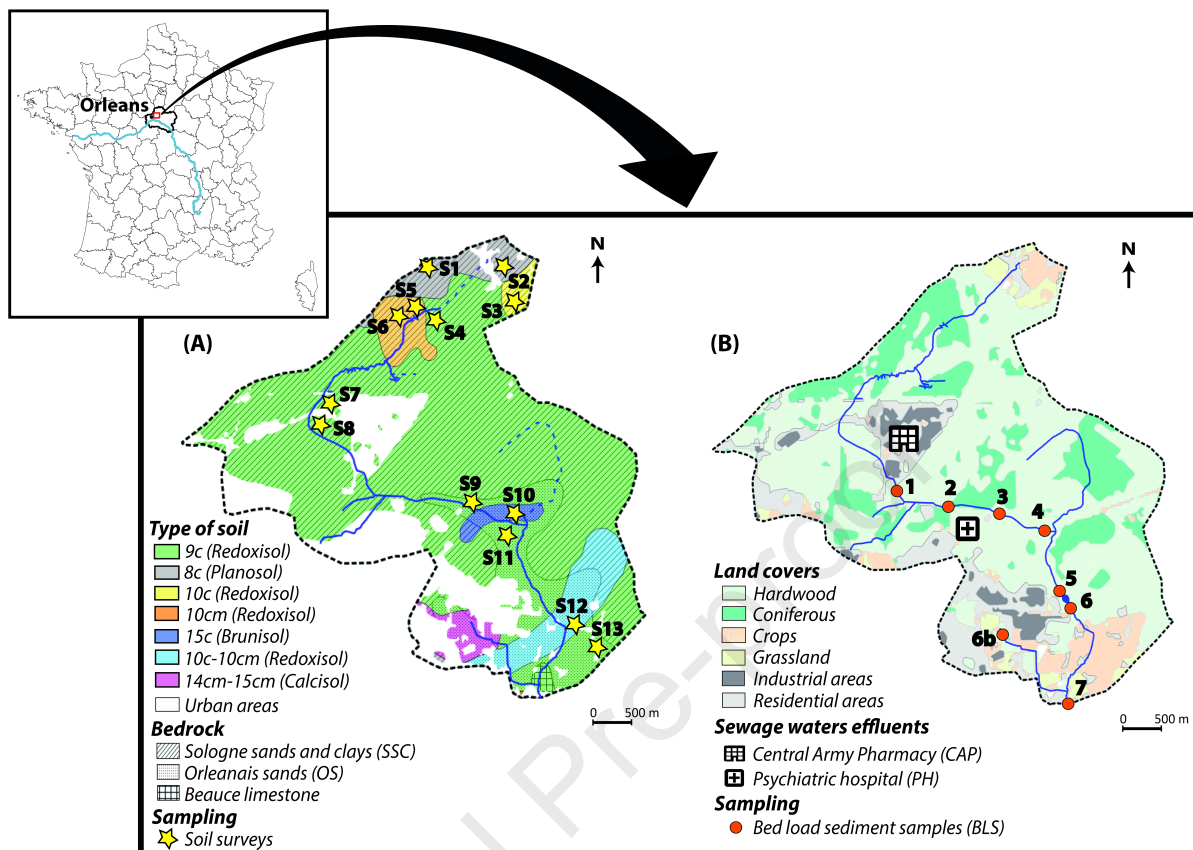 Orleans
N
N
(A)
(B)
S1
S2
S3
S4
S5
S6
S7
S8
S9
S10
S11
S12
S13
Type of soil
9c (Redoxisol)
8c (Planosol)
10c (Redoxisol)
10cm (Redoxisol)
15c (Brunisol)
10c-10cm (Redoxisol)
14cm-15cm (Calcisol)
Urban areas
Bedrock
Sologne sands and clays (SSC)
Orleanais sands (OS)
Beauce limestone
Sampling
Soil surveys
0 500 m
1
2
3
4
5
6
6b
7
Land covers
Hardwood
Coniferous
Crops
Grassland
Industrial areas
Residential areas
0 500 m
Sewage waters effluents
Central Army Pharmacy (CAP)
Psychiatric hospital (PH)
Sampling
Bed load sediment samples (BLS)
Pre-proof